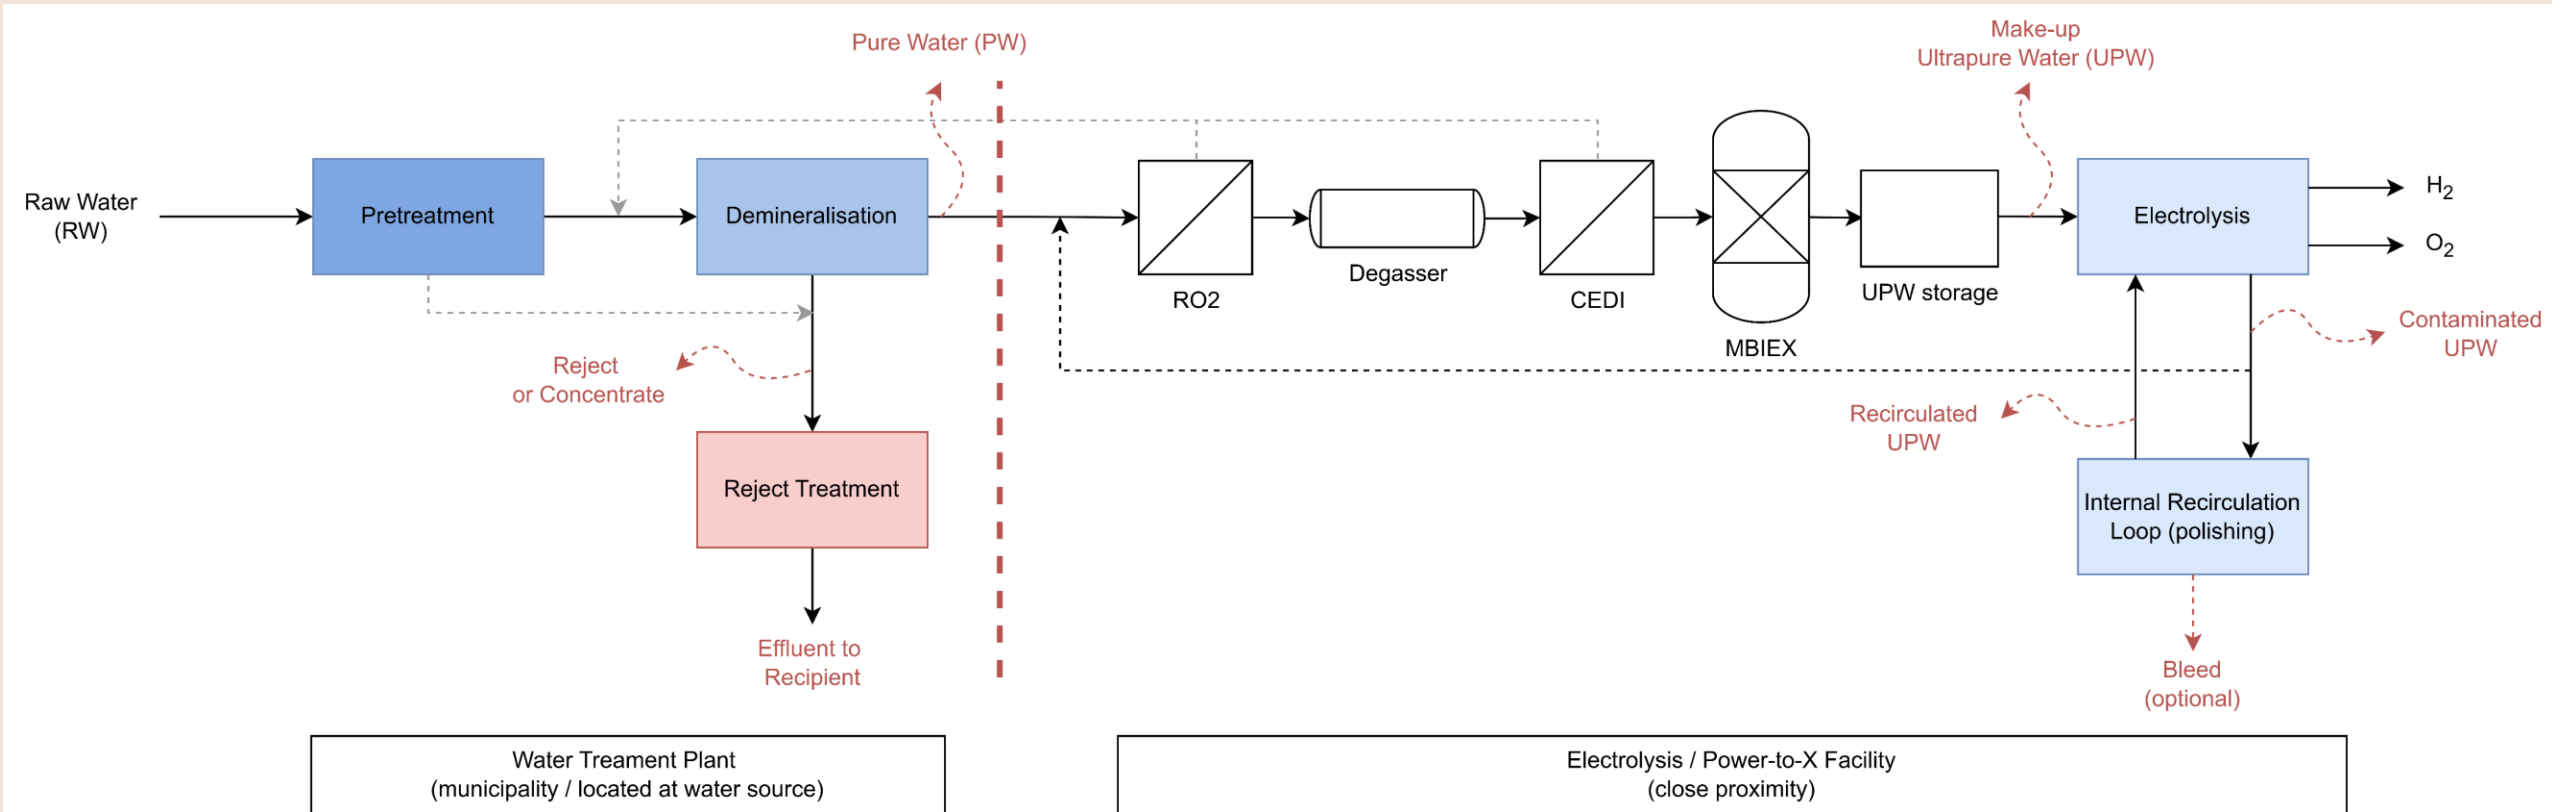 Pure Water (PW)
Make-up
Ultrapure Water (UPW)
Raw Water
(RW)
Pretreatment
Demineralisation
RO2
Degasser
CEDI
MBIEX
UPW storage
Electrolysis
H2
O2
Reject
or Concentrate
Contaminated
UPW
Recirculated
UPW
Reject Treatment
Internal Recirculation
Loop (polishing)
Effluent to
Recipient
Bleed
(optional)
Water Treament Plant
(municipality / located at water source)
Electrolysis / Power-to-X Facility
(close proximity)